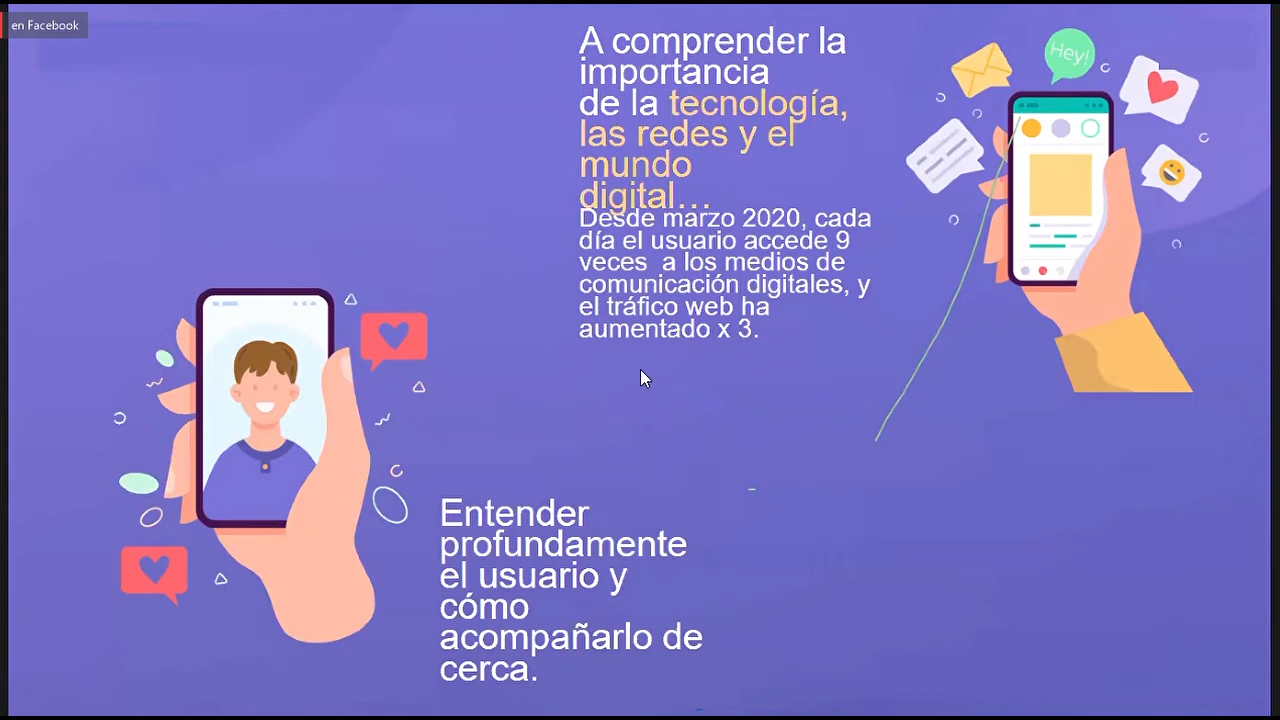 en Facebook
A comprender la
importancia
de la tecnología,
las redes y el
mundo
digital...
Desde marzo 2020, cada
día el usuario accede 9
veces a los medios de
comunicación digitales, y
el tráfico web ha
aumentado x 3.
Hey!
Entender
profundamente
el usuario y
cómo
acompañarlo de
cerca.